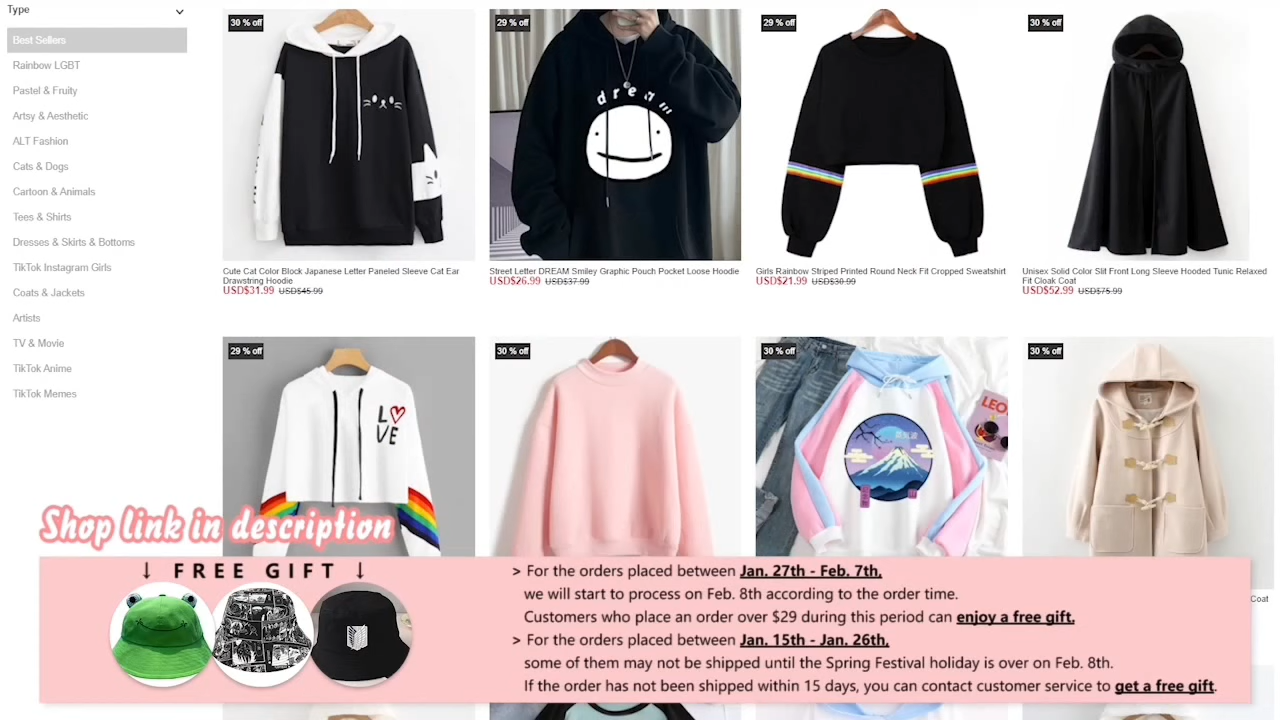 Type
Best Sellers
Rainbow LGBT
Pastel & Fruity
Artsy & Aesthetic
ALT Fashion
Cats & Dogs
Cartoon & Animals
Tees & Shirts
Dresses & Skirts & Bottoms
TikTok Instagram Girls
Coats & Jackets
Artists
TV & Movie
TikTok Anime
TikTok Memes
30 % off
29 % off
29 % off
30 % off
dream
Cute Cat Color Block Japanese Letter Paneled Sleeve Cat Ear
Drawstring Hoodie
USD$31.99 USD$45.99
Street Letter DREAM Smiley Graphic Pouch Pocket Loose Hoodie
USD$26.99 USD$37.99
Girls Rainbow Striped Printed Round Neck Fit Cropped Sweatshirt
USD$21.99 USD$30.99
Unisex Solid Color Slit Front Long Sleeve Hooded Tunic Relaxed
Fit Cloak Coat
USD$52.99 USD$75.99
29 % off
30 % off
30 % off
30 % off
LOVE
LEO
Coat
Shop link in description
↓ FREE GIFT ↓
> For the orders placed between Jan. 27th - Feb. 7th,
we will start to process on Feb. 8th according to the order time.
Customers who place an order over $29 during this period can enjoy a free gift.
> For the orders placed between Jan. 15th - Jan. 26th,
some of them may not be shipped until the Spring Festival holiday is over on Feb. 8th.
If the order has not been shipped within 15 days, you can contact customer service to get a free gift.